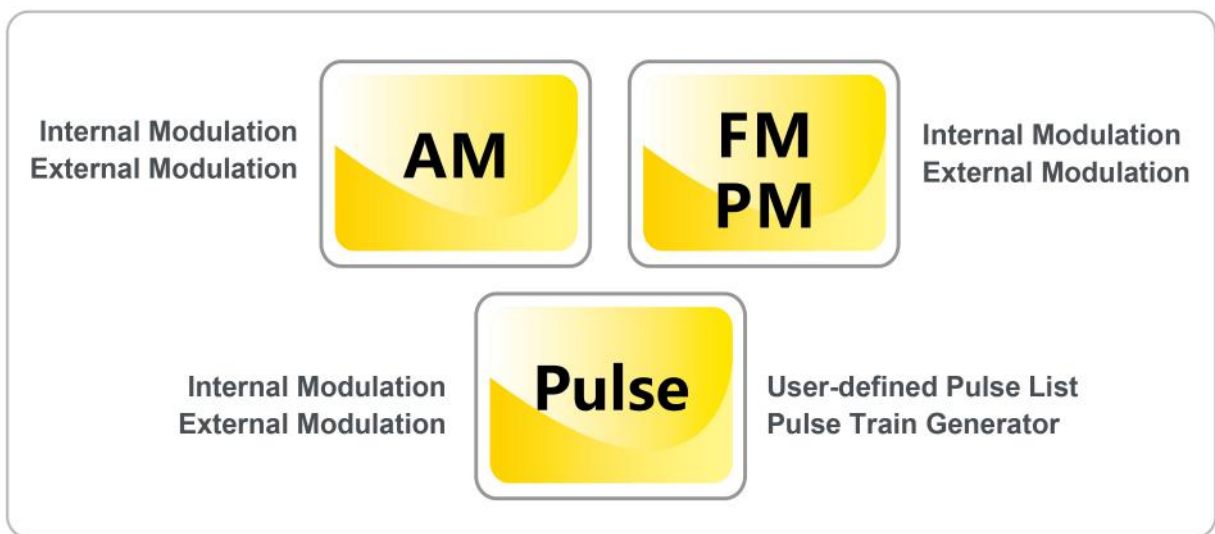 Internal Modulation
External Modulation
AM
FM
PM
Internal Modulation
External Modulation
Internal Modulation
External Modulation
Pulse
User-defined Pulse List
Pulse Train Generator